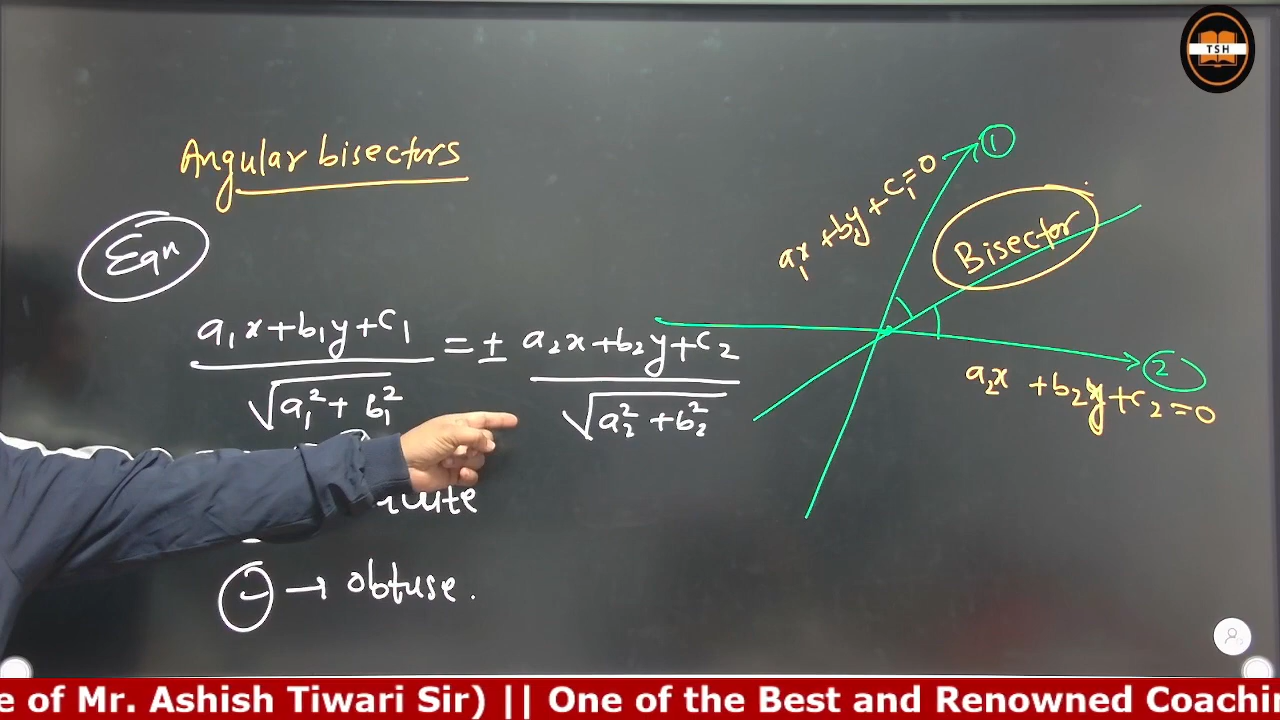 TSH
Angular bisectors
Eqn
a₁x+b₁y+c₁ = ± a₂x+b₂y+c₂
√a₁²+b₁² √a₂²+b₂²
⊖ → obtuse.
①
a₁x+b₁y+c₁=0
Bisector
②
a₂x+b₂y+c₂=0
e of Mr. Ashish Tiwari Sir) || One of the Best and Renowned Coachin